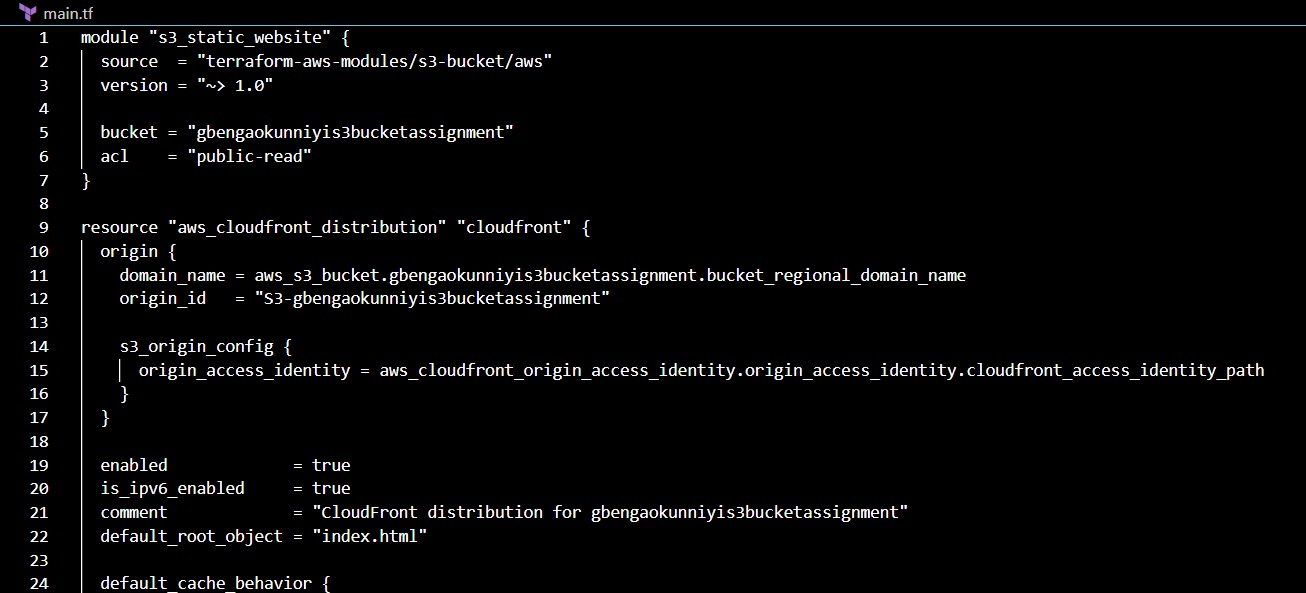 main.tf
1 module "s3_static_website" {
2 source  = "terraform-aws-modules/s3-bucket/aws"
3 version = "~> 1.0"
4
5 bucket = "gbengaokunniyis3bucketassignment"
6 acl    = "public-read"
7 }
8
9 resource "aws_cloudfront_distribution" "cloudfront" {
10 origin {
11 domain_name = aws_s3_bucket.gbengaokunniyis3bucketassignment.bucket_regional_domain_name
12 origin_id   = "S3-gbengaokunniyis3bucketassignment"
13
14 s3_origin_config {
15 origin_access_identity = aws_cloudfront_origin_access_identity.origin_access_identity.cloudfront_access_identity_path
16 }
17 }
18
19 enabled             = true
20 is_ipv6_enabled     = true
21 comment             = "CloudFront distribution for gbengaokunniyis3bucketassignment"
22 default_root_object = "index.html"
23
24 default_cache_behavior {